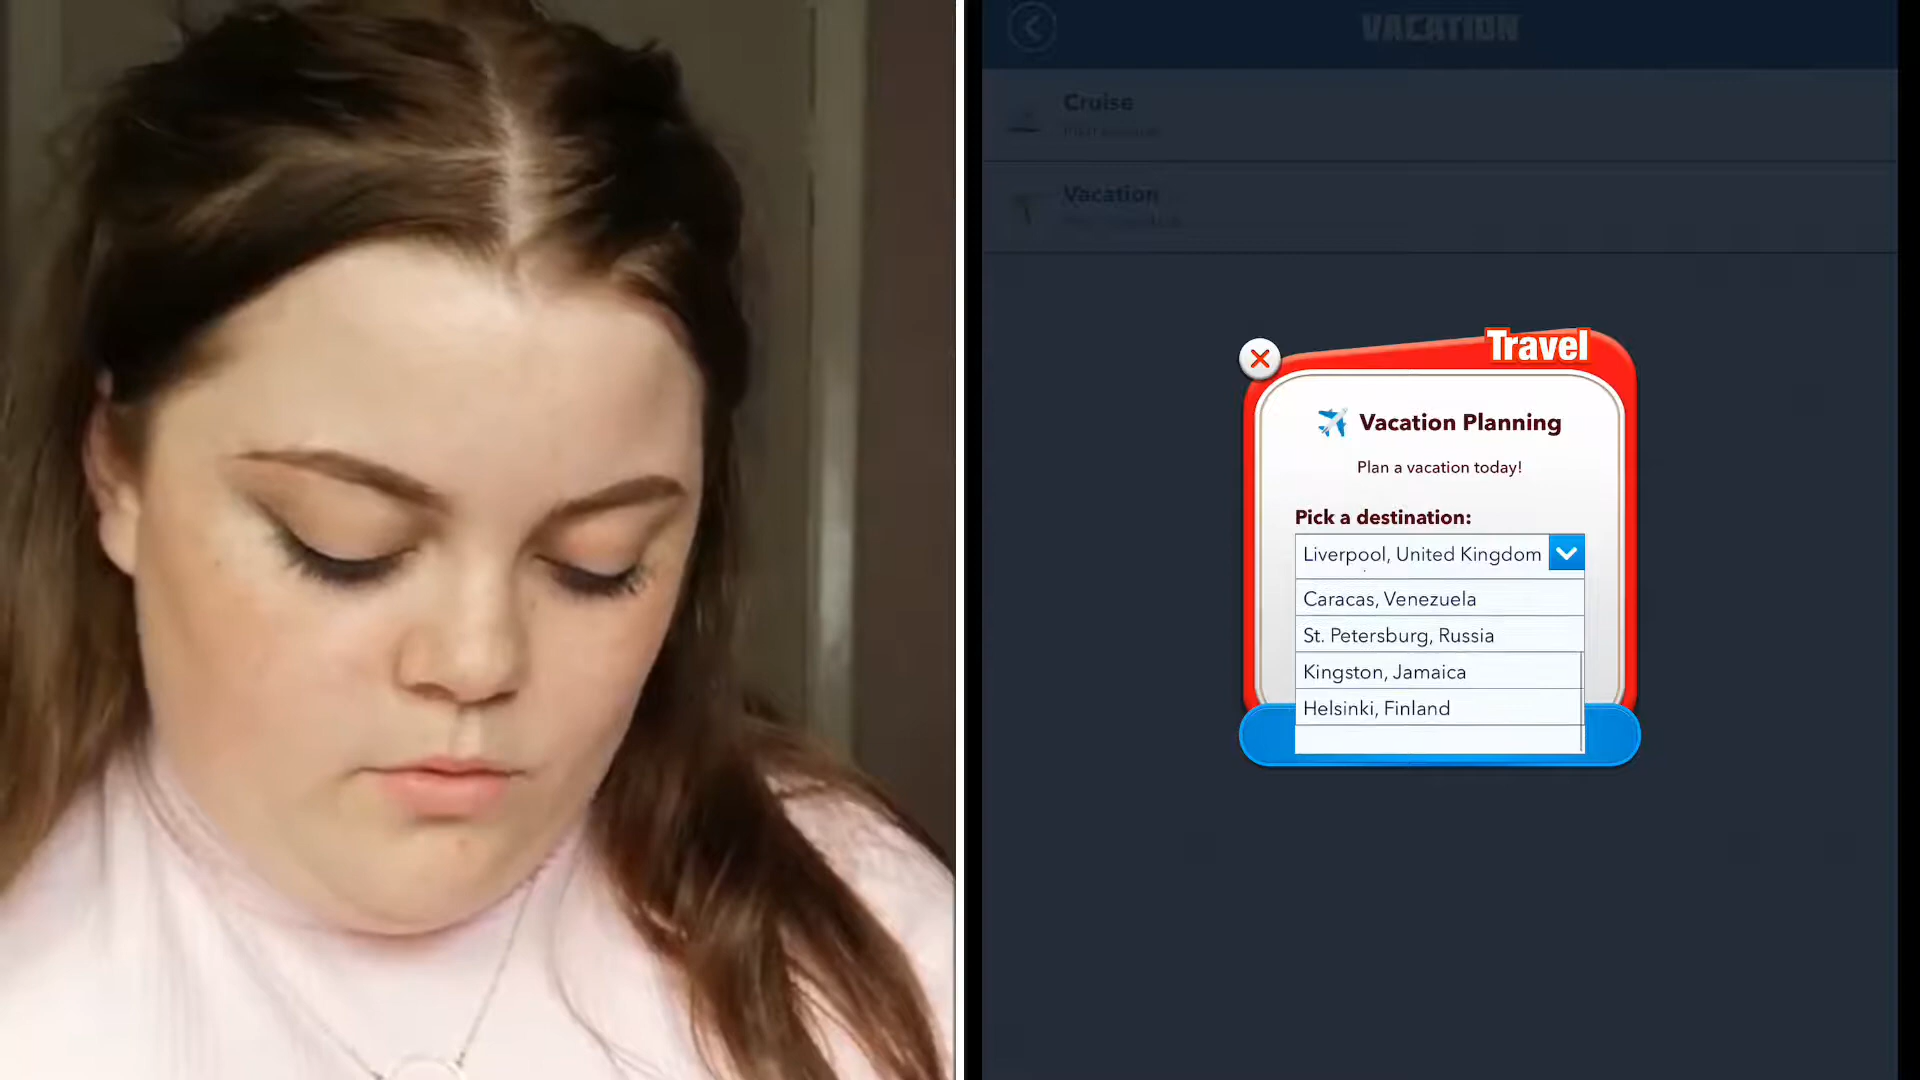 VACATION
Cruise
Vacation
Travel
Vacation Planning
Plan a vacation today!
Pick a destination:
Liverpool, United Kingdom
Caracas, Venezuela
St. Petersburg, Russia
Kingston, Jamaica
Helsinki, Finland